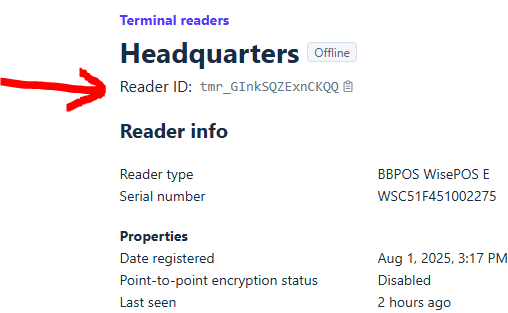 Terminal readers
Headquarters Offline
Reader ID: tmr_GInkSQZExnCKQQ
Reader info
Reader type BBPOS WisePOS E
Serial number WSC51F451002275
Properties
Date registered Aug 1, 2025, 3:17 PM
Point-to-point encryption status Disabled
Last seen 2 hours ago